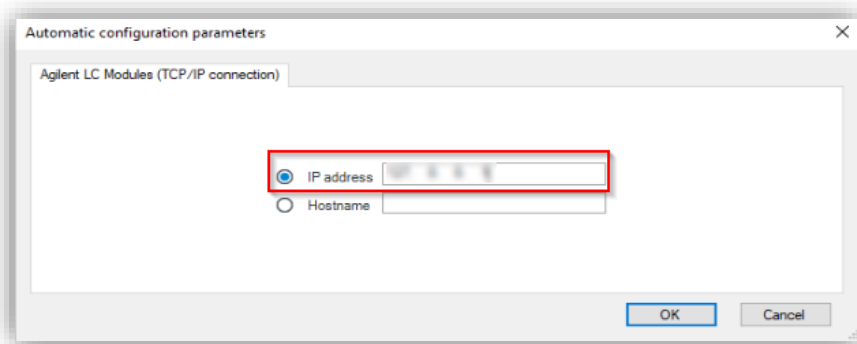 Automatic configuration parameters
Agilent LC Modules (TCP/IP connection)
IP address
Hostname
OK Cancel